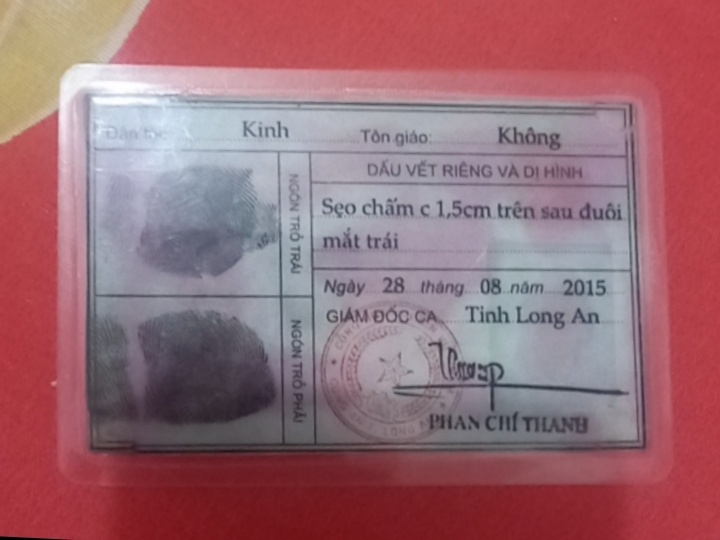 Dân tộc: Kinh Tôn giáo: Không
NGÓN TRỎ TRÁI
NGÓN TRỎ PHẢI
DẤU VẾT RIÊNG VÀ DỊ HÌNH
Sẹo chấm c 1,5cm trên sau đuôi
mắt trái
Ngày 28 tháng 08 năm 2015
GIÁM ĐỐC CA Tỉnh Long An
PHAN CHÍ THANH